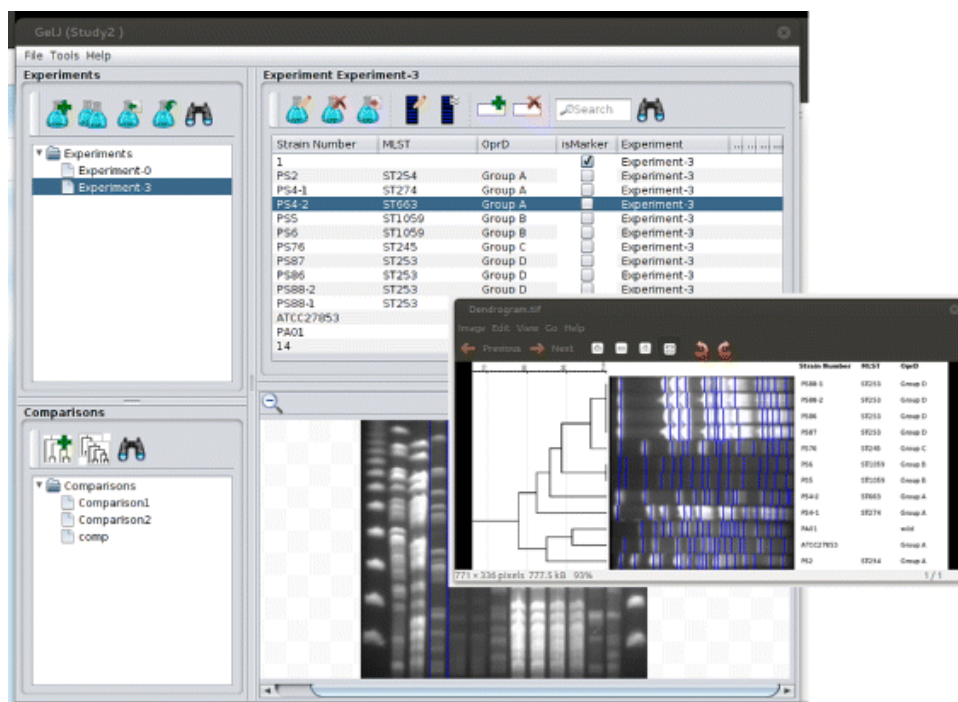 GelJ (Study2 )
File Tools Help
Experiments
Experiments
Experiment-0
Experiment-3
Experiment Experiment-3
Search
Strain Number MLST OprD isMarker Experiment ... ... ... ...
1 Experiment-3
PS2 ST254 Group A Experiment-3
PS4-1 ST274 Group A Experiment-3
PS4-2 ST663 Group A Experiment-3
PS5 ST1059 Group B Experiment-3
PS6 ST1059 Group B Experiment-3
PS76 ST245 Group C Experiment-3
PS87 ST253 Group D Experiment-3
PS86 ST253 Group D Experiment-3
PS88-2 ST253 Group D Experiment-3
PS88-1 ST253
ATCC27853
PA01
14
Comparisons
Comparisons
Comparison1
Comparison2
comp
Dendrogram.tif
Image Edit View Go Help
Previous Next
Strain Number MLST OprD
PS88-1 ST253 Group D
PS88-2 ST253 Group D
PS86 ST253 Group D
PS87 ST253 Group D
PS76 ST245 Group C
PS6 ST1059 Group B
PS5 ST1059 Group B
PS4-2 ST663 Group A
PS4-1 ST274 Group A
PA01 wild
ATCC27853 Group A
PS2 ST254 Group A
771 × 336 pixels 777.5 kB 93% 1 / 1